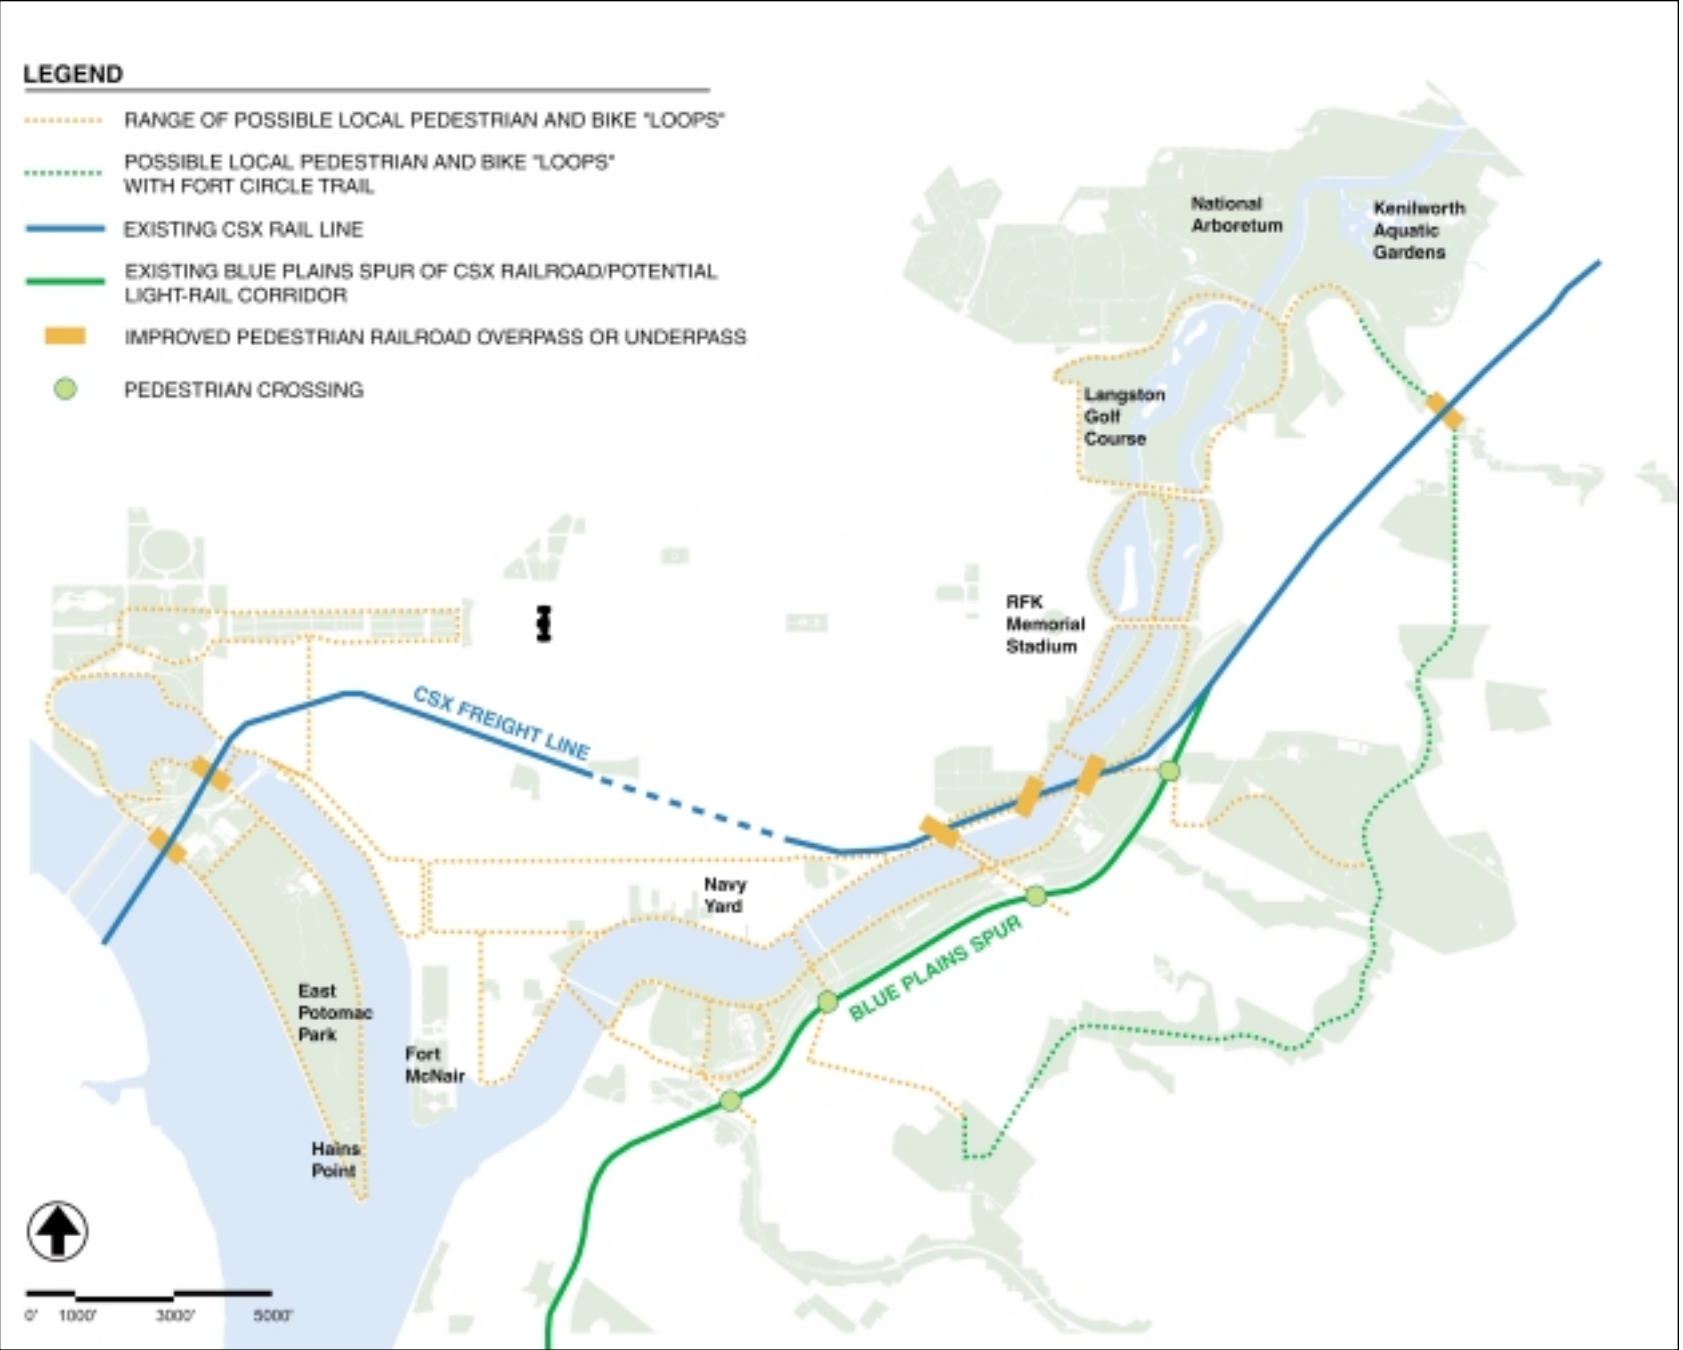 LEGEND
RANGE OF POSSIBLE LOCAL PEDESTRIAN AND BIKE "LOOPS"
POSSIBLE LOCAL PEDESTRIAN AND BIKE "LOOPS"
WITH FORT CIRCLE TRAIL
EXISTING CSX RAIL LINE
EXISTING BLUE PLAINS SPUR OF CSX RAILROAD/POTENTIAL
LIGHT-RAIL CORRIDOR
IMPROVED PEDESTRIAN RAILROAD OVERPASS OR UNDERPASS
PEDESTRIAN CROSSING
National
Arboretum
Kenilworth
Aquatic
Gardens
Langston
Golf
Course
RFK
Memorial
Stadium
CSX FREIGHT LINE
Navy
Yard
BLUE PLAINS SPUR
East
Potomac
Park
Fort
McNair
Hains
Point
0' 1000' 3000' 5000'